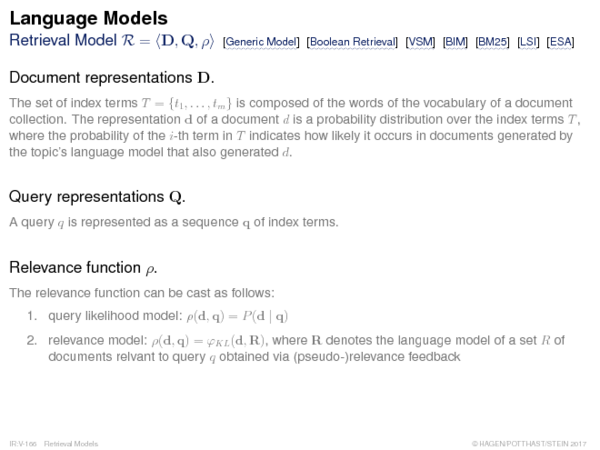 Language Models
Retrieval Model R = ⟨D, Q, ρ⟩ [Generic Model] [Boolean Retrieval] [VSM] [BIM] [BM25] [LSI] [ESA]
Document representations D.
The set of index terms T = {t₁, . . . , tₘ} is composed of the words of the vocabulary of a document
collection. The representation d of a document d is a probability distribution over the index terms T,
where the probability of the i-th term in T indicates how likely it occurs in documents generated by
the topic's language model that also generated d.
Query representations Q.
A query q is represented as a sequence q of index terms.
Relevance function ρ.
The relevance function can be cast as follows:
1. query likelihood model: ρ(d, q) = P(d | q)
2. relevance model: ρ(d, q) = φ_KL(d, R), where R denotes the language model of a set R of
documents relvant to query q obtained via (pseudo-)relevance feedback
IR:V-166 Retrieval Models © HAGEN/POTTHAST/STEIN 2017